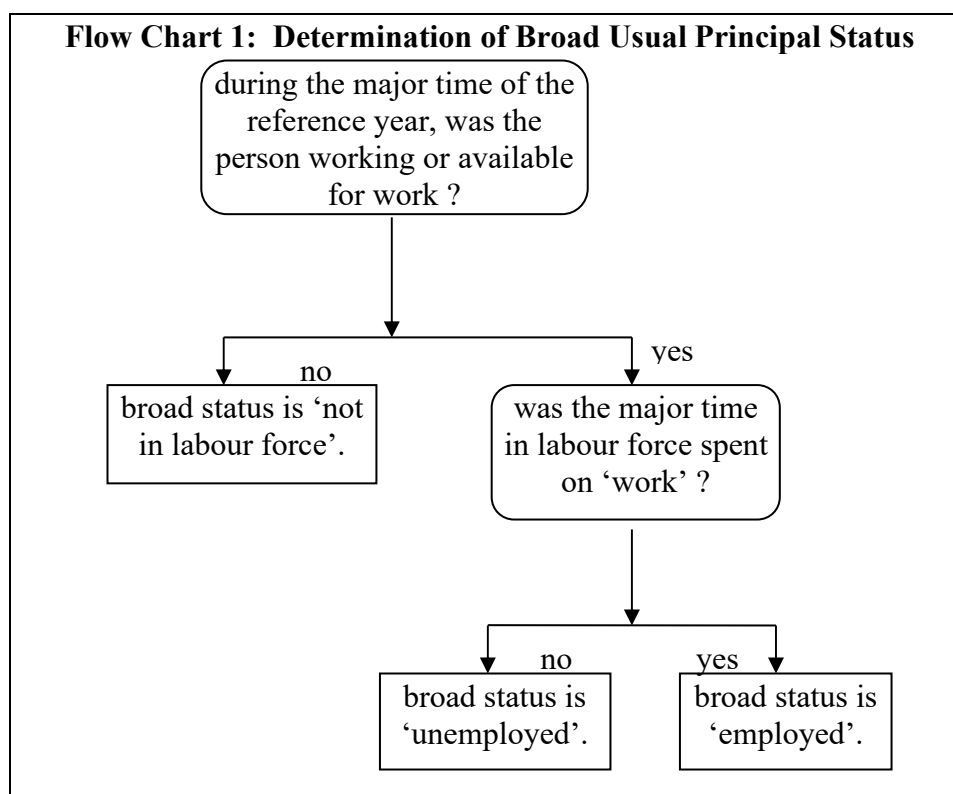 Flow Chart 1: Determination of Broad Usual Principal Status
during the major time of the
reference year, was the
person working or available
for work ?
no
yes
broad status is ‘not
in labour force’.
was the major time
in labour force spent
on ‘work’ ?
no
yes
broad status is
‘unemployed’.
broad status is
‘employed’.